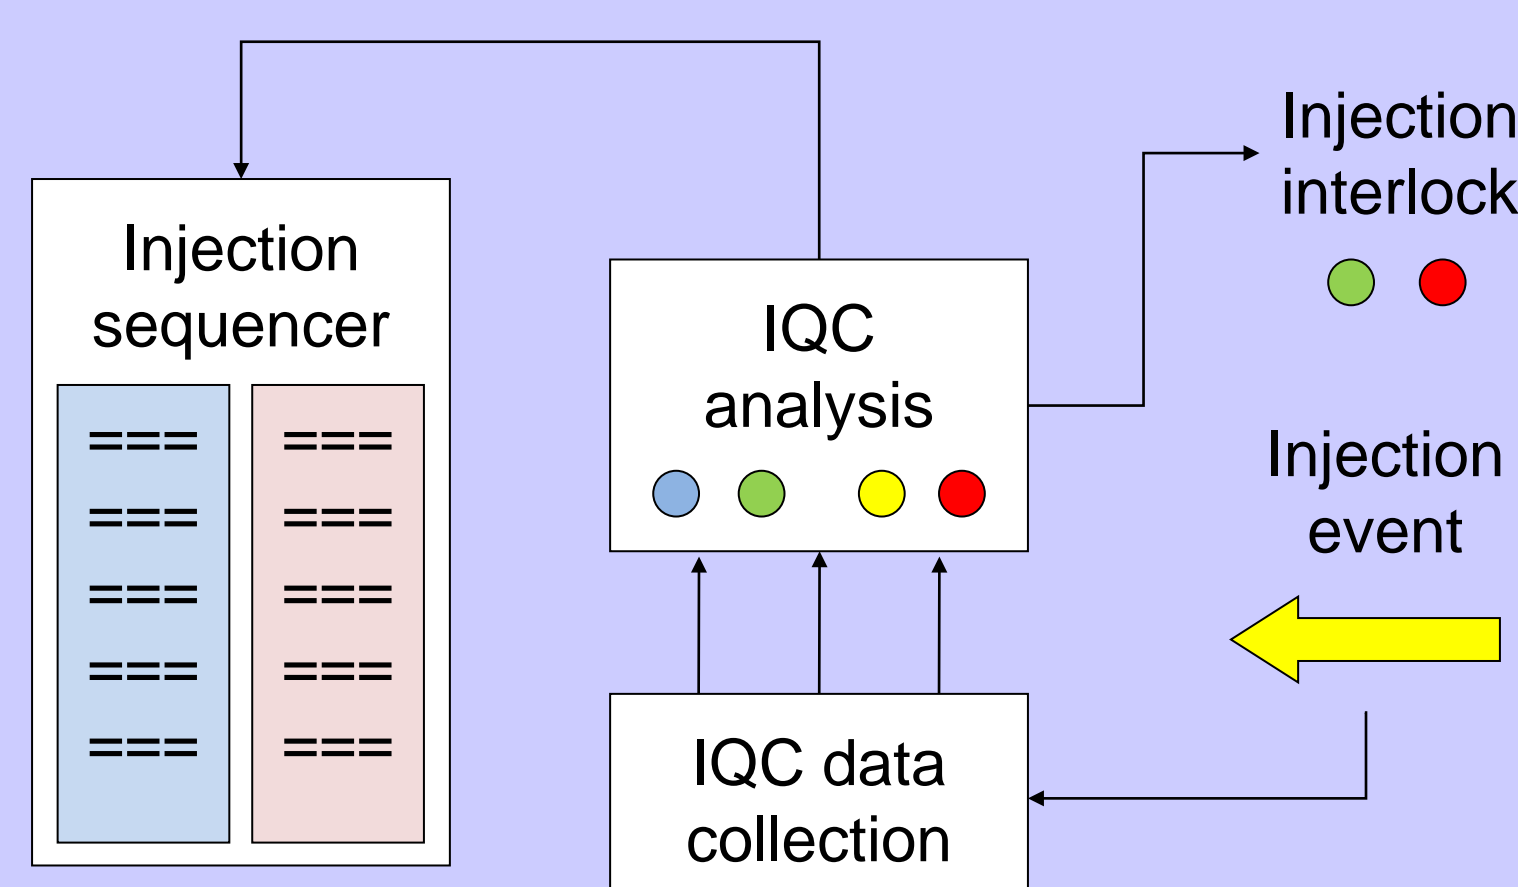 Injection
sequencer
===
===
===
===
===
===
===
===
===
===
IQC
analysis
IQC data
collection
Injection
interlock
Injection
event